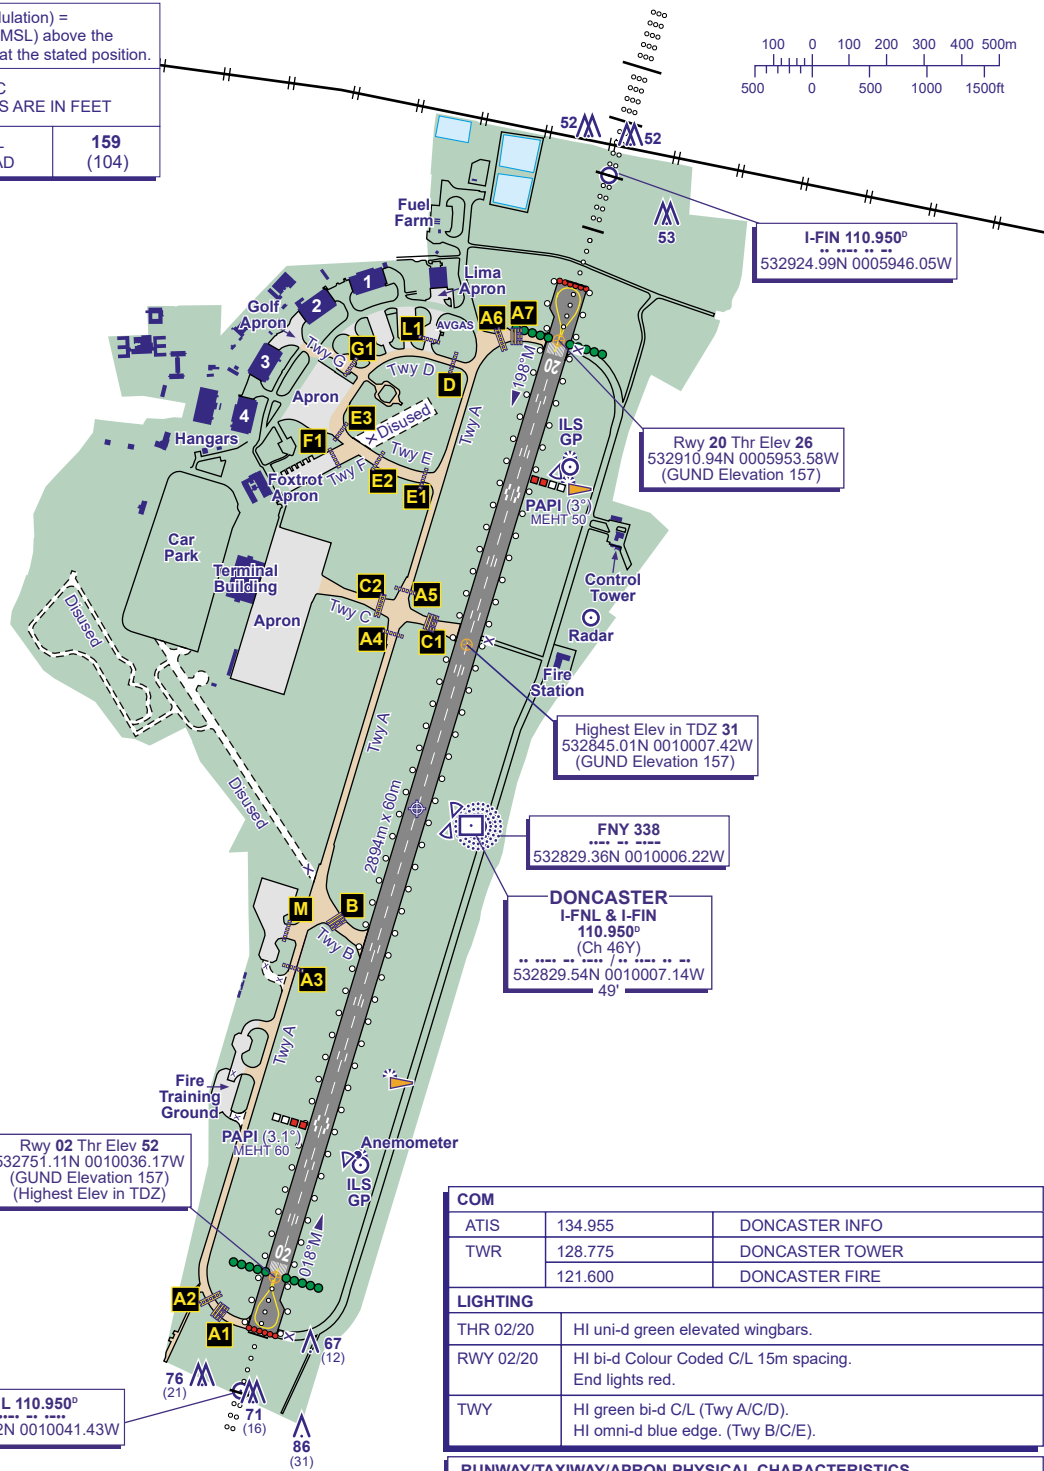 ulation) =
MSL) above the
at the stated position.
C
S ARE IN FEET
L
AD
159
(104)
100 0 100 200 300 400 500m
500 0 500 1000 1500ft
52
52
53
I-FIN 110.950ᴰ
532924.99N 0005946.05W
Fuel
Farm
Lima
Apron
1
2
3
4
Golf
Apron
AVGAS
L1
A6
A7
G1
Twy G
Twy D
D
198°M
20
Apron
E3
Disused
Twy A
Hangars
F1
Twy F
Twy E
E2
E1
Foxtrot
Apron
ILS
GP
Rwy 20 Thr Elev 26
532910.94N 0005953.58W
(GUND Elevation 157)
PAPI (3°)
MEHT 50
Car
Park
Terminal
Building
Apron
C2
A5
Twy C
A4
C1
Control
Tower
Radar
Fire
Station
Disused
Disused
Twy A
Highest Elev in TDZ 31
532845.01N 0010007.42W
(GUND Elevation 157)
2894m x 60m
FNY 338
532829.36N 0010006.22W
DONCASTER
I-FNL & I-FIN
110.950ᴰ
(Ch 46Y)
532829.54N 0010007.14W
49'
M
B
Twy B
A3
Twy A
Fire
Training
Ground
PAPI (3.1°)
MEHT 60
Anemometer
ILS
GP
Rwy 02 Thr Elev 52
532751.11N 0010036.17W
(GUND Elevation 157)
(Highest Elev in TDZ)
02
018°M
A2
A1
67
(12)
76
(21)
71
(16)
86
(31)
L 110.950ᴰ
2N 0010041.43W
COM
ATIS 134.955 DONCASTER INFO
TWR 128.775 DONCASTER TOWER
121.600 DONCASTER FIRE
LIGHTING
THR 02/20 HI uni-d green elevated wingbars.
RWY 02/20 HI bi-d Colour Coded C/L 15m spacing.
End lights red.
TWY HI green bi-d C/L (Twy A/C/D).
HI omni-d blue edge. (Twy B/C/E).
RUNWAY/TAXIWAY/APRON PHYSICAL CHARACTERISTICS